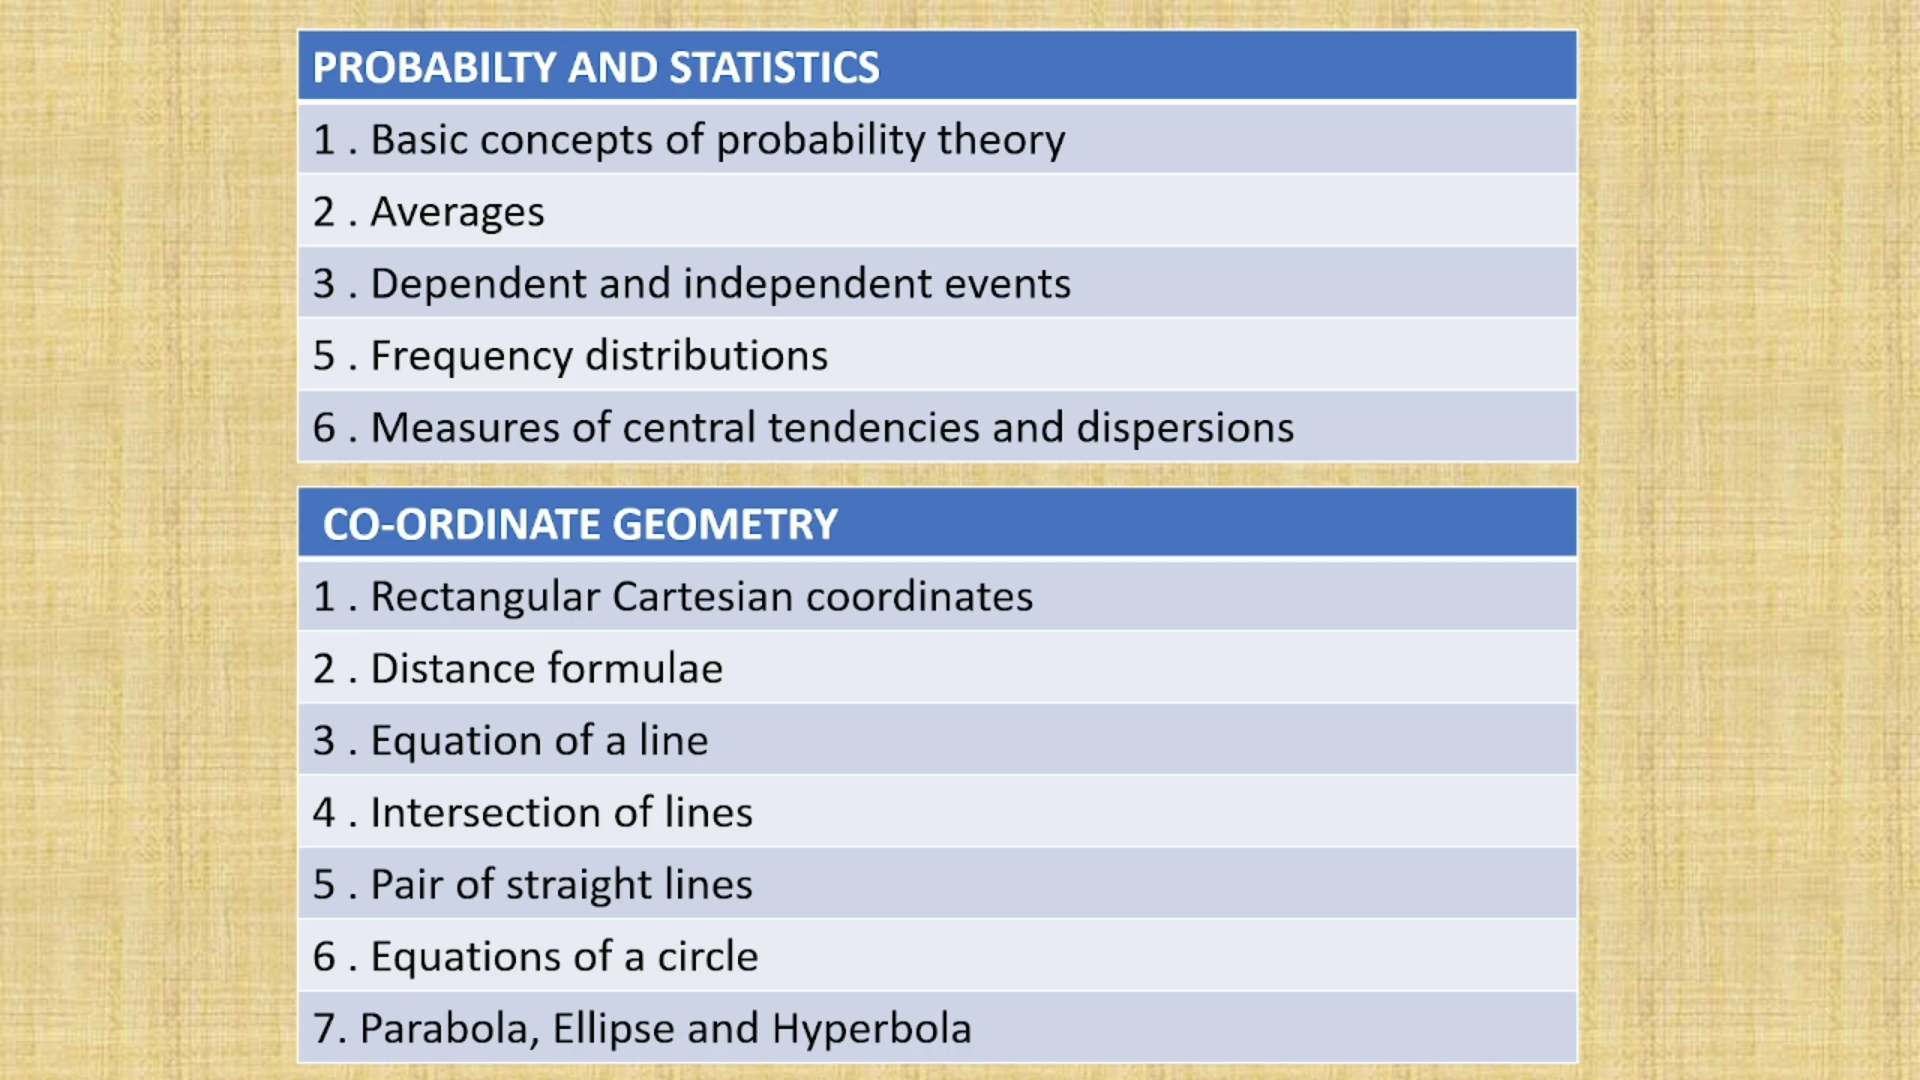 PROBABILTY AND STATISTICS
1 . Basic concepts of probability theory
2 . Averages
3 . Dependent and independent events
5 . Frequency distributions
6 . Measures of central tendencies and dispersions
CO-ORDINATE GEOMETRY
1 . Rectangular Cartesian coordinates
2 . Distance formulae
3 . Equation of a line
4 . Intersection of lines
5 . Pair of straight lines
6 . Equations of a circle
7. Parabola, Ellipse and Hyperbola